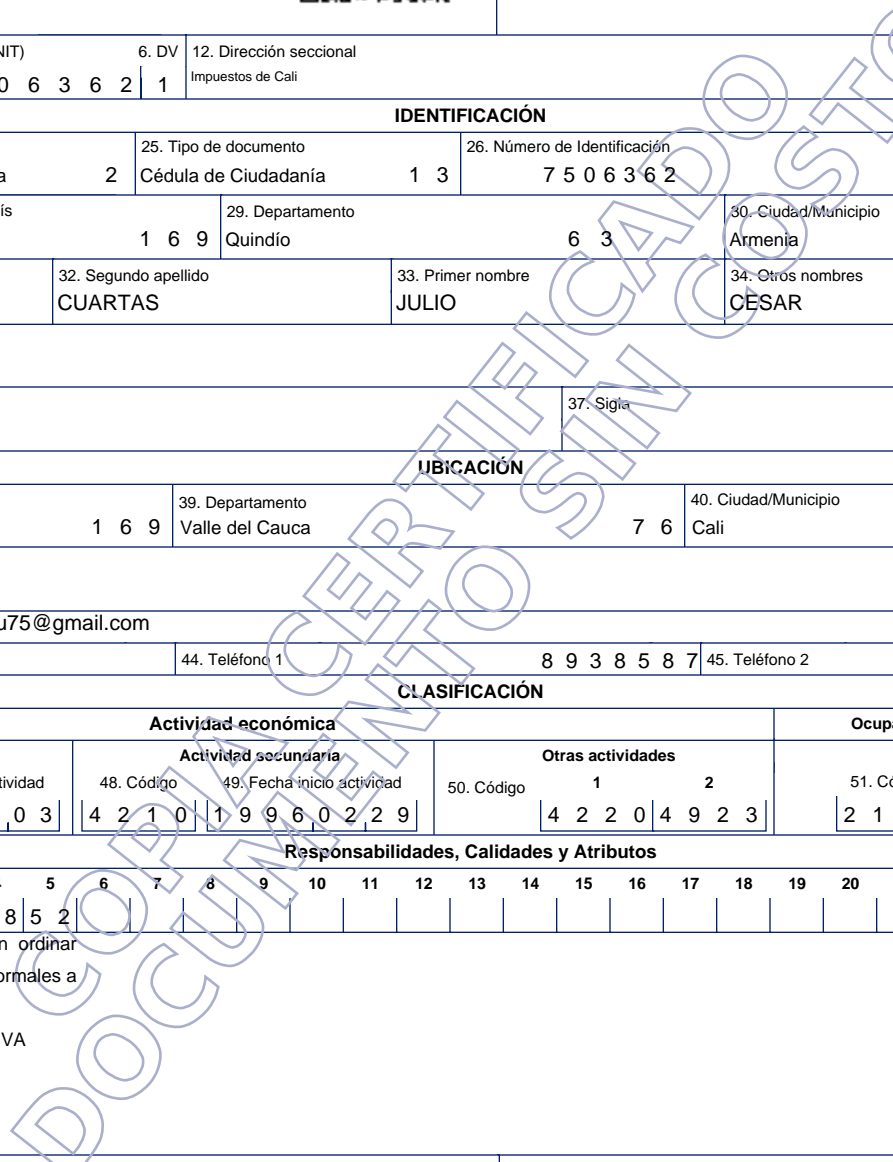 NIT) 6. DV 12. Dirección seccional
0 6 3 6 2 1 Impuestos de Cali
IDENTIFICACIÓN
25. Tipo de documento 26. Número de Identificación
a 2 Cédula de Ciudadanía 1 3 7 5 0 6 3 6 2
ís 29. Departamento 30. Ciudad/Municipio
1 6 9 Quindío 6 3 Armenia
32. Segundo apellido 33. Primer nombre 34. Otros nombres
CUARTAS JULIO CESAR
37. Sigla
UBICACIÓN
39. Departamento 40. Ciudad/Municipio
1 6 9 Valle del Cauca 7 6 Cali
u75@gmail.com
44. Teléfono 1 8 9 3 8 5 8 7 45. Teléfono 2
CLASIFICACIÓN
Actividad económica Ocupa
Actividad secundaria Otras actividades
tividad 48. Código 49. Fecha inicio actividad 50. Código 1 2 51. Có
0 3 4 2 1 0 1 9 9 6 0 2 2 9 4 2 2 0 4 9 2 3 2 1
Responsabilidades, Calidades y Atributos
5 6 7 8 9 10 11 12 13 14 15 16 17 18 19 20
8 5 2
n ordinar
ormales a
VA
COPIA CERTIFICADO
DOCUMENTO SIN COSTO